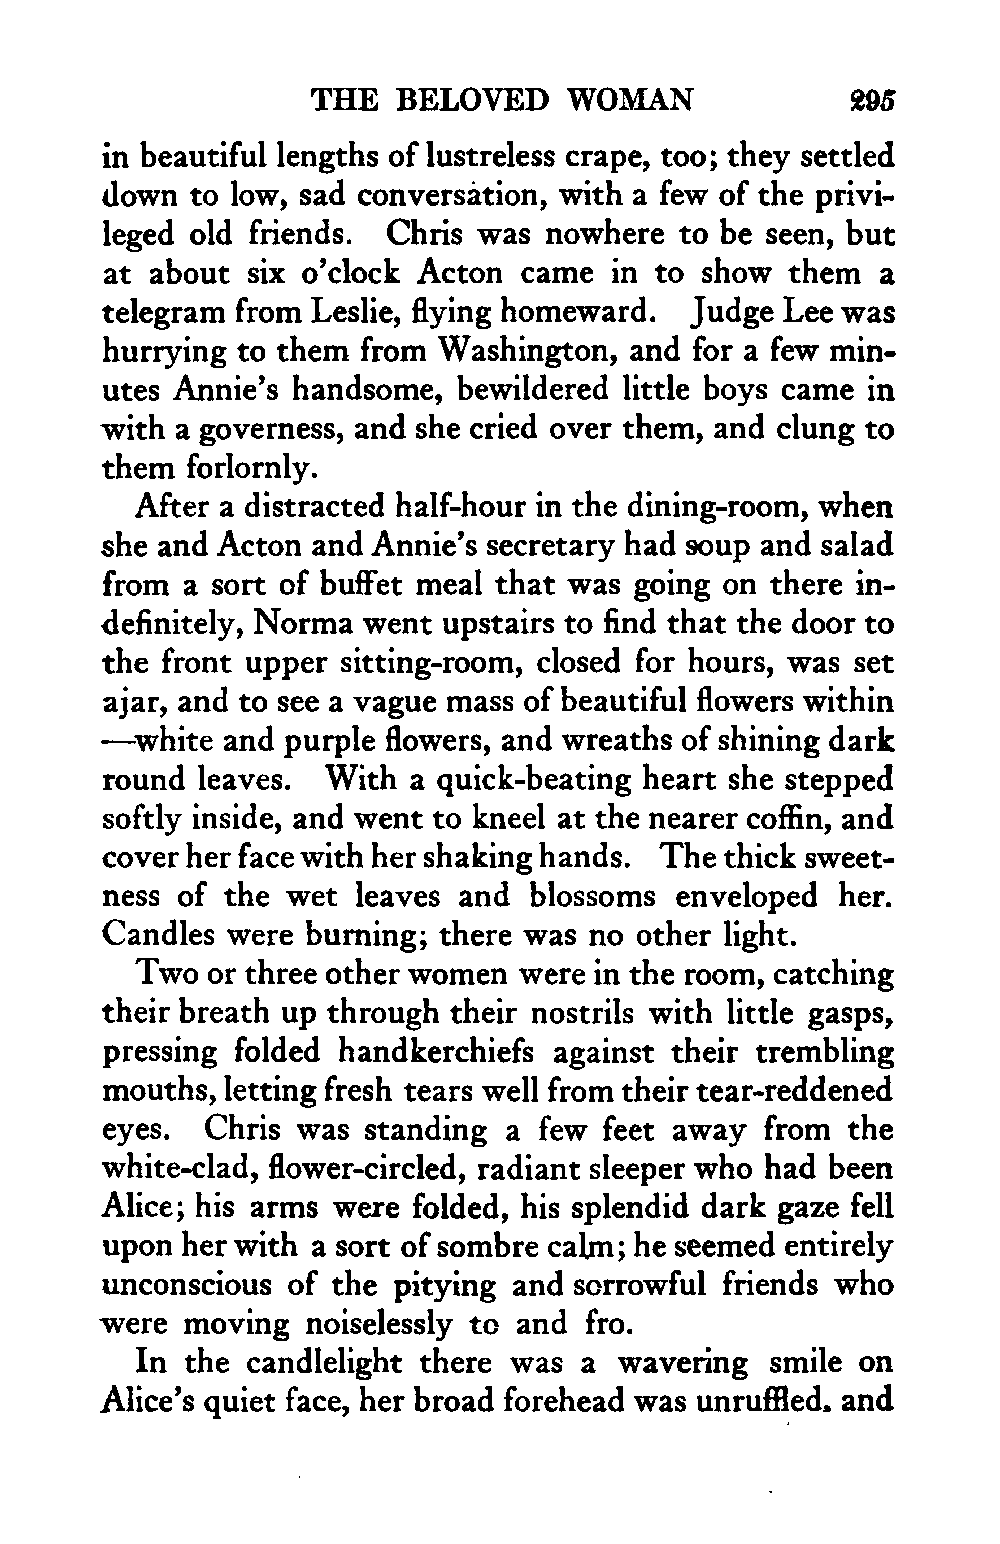 THE BELOVED WOMAN 295
in beautiful lengths of lustreless crape, too; they settled
down to low, sad conversation, with a few of the privi-
leged old friends. Chris was nowhere to be seen, but
at about six o'clock Acton came in to show them a
telegram from Leslie, flying homeward. Judge Lee was
hurrying to them from Washington, and for a few min-
utes Annie's handsome, bewildered little boys came in
with a governess, and she cried over them, and clung to
them forlornly.
After a distracted half-hour in the dining-room, when
she and Acton and Annie's secretary had soup and salad
from a sort of buffet meal that was going on there in-
definitely, Norma went upstairs to find that the door to
the front upper sitting-room, closed for hours, was set
ajar, and to see a vague mass of beautiful flowers within
—white and purple flowers, and wreaths of shining dark
round leaves. With a quick-beating heart she stepped
softly inside, and went to kneel at the nearer coffin, and
cover her face with her shaking hands. The thick sweet-
ness of the wet leaves and blossoms enveloped her.
Candles were burning; there was no other light.
Two or three other women were in the room, catching
their breath up through their nostrils with little gasps,
pressing folded handkerchiefs against their trembling
mouths, letting fresh tears well from their tear-reddened
eyes. Chris was standing a few feet away from the
white-clad, flower-circled, radiant sleeper who had been
Alice; his arms were folded, his splendid dark gaze fell
upon her with a sort of sombre calm; he seemed entirely
unconscious of the pitying and sorrowful friends who
were moving noiselessly to and fro.
In the candlelight there was a wavering smile on
Alice's quiet face, her broad forehead was unruffled, and